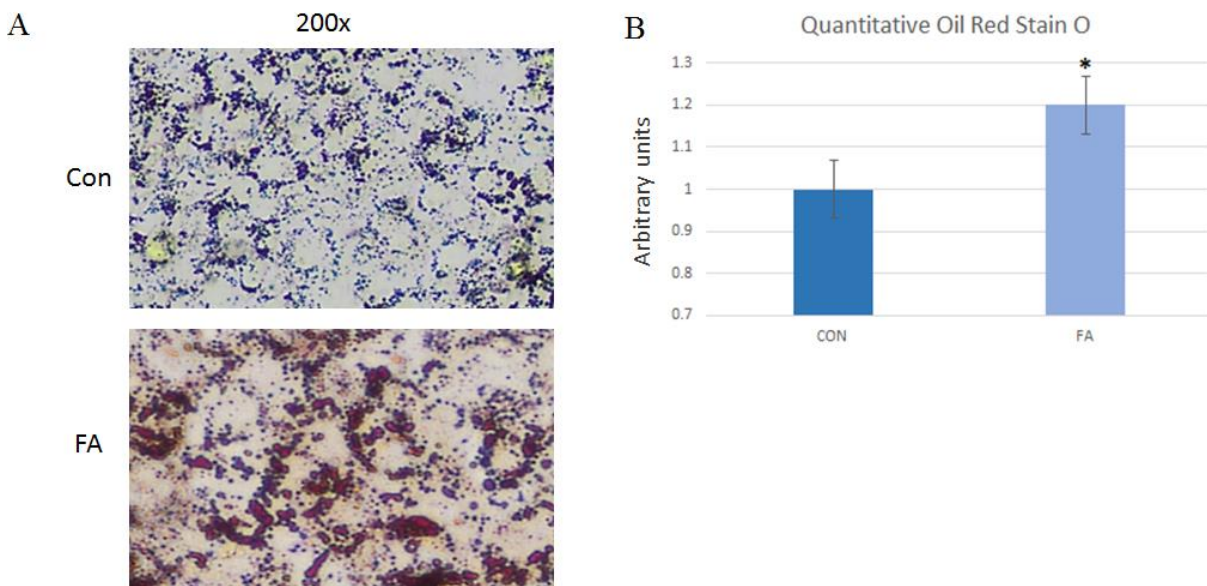 A
200x
Con
FA
B
Quantitative Oil Red Stain O
Arbitrary units
1.3
1.2
1.1
1
0.9
0.8
0.7
*
CON
FA